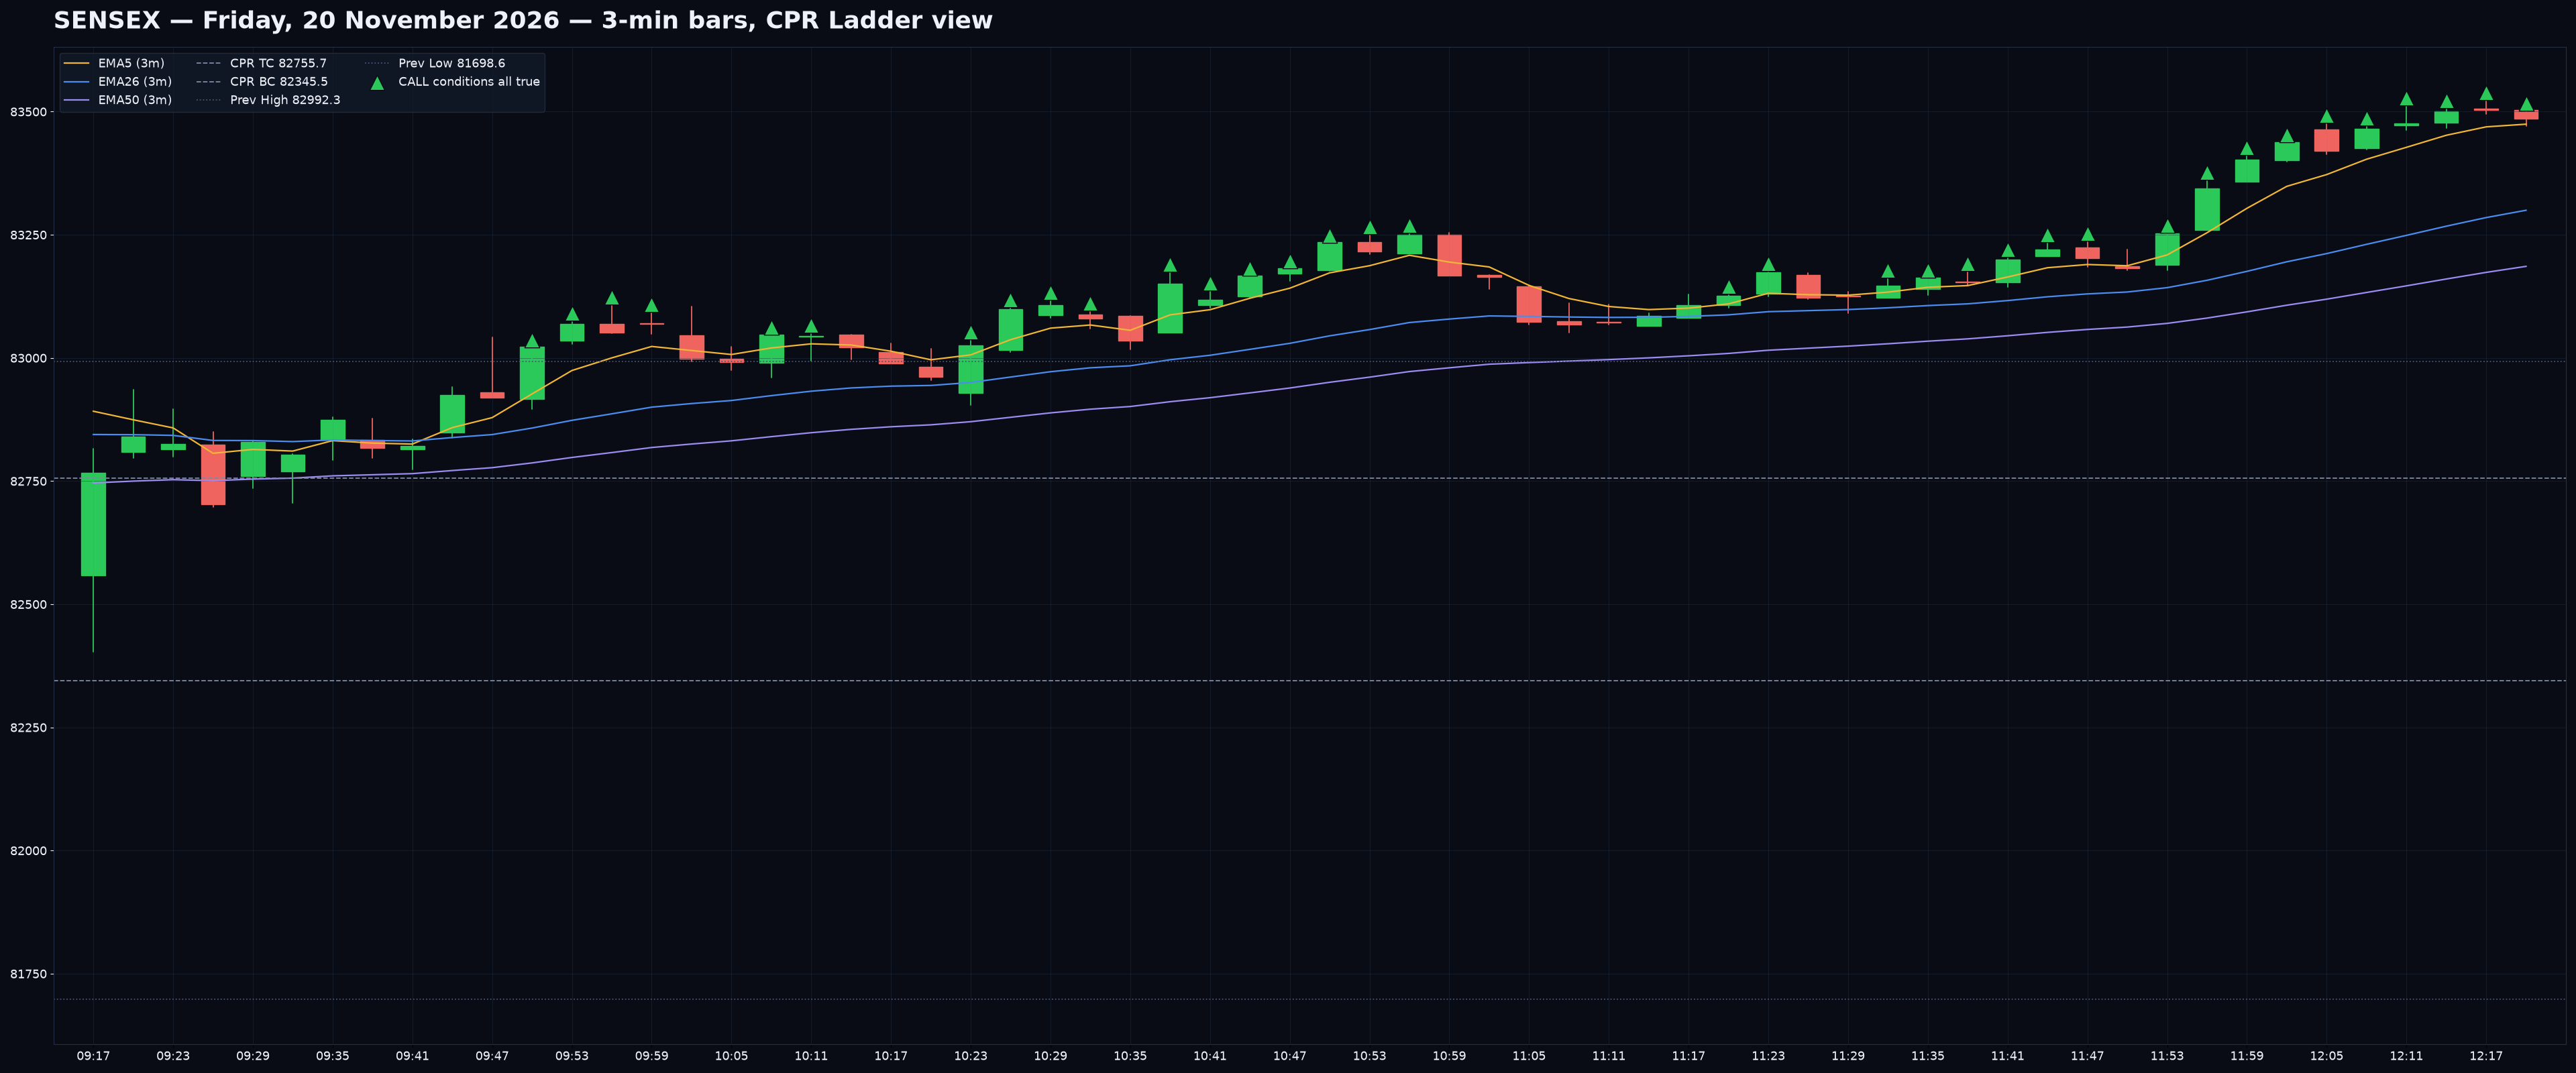 SENSEX — Friday, 20 November 2026 — 3-min bars, CPR Ladder view
EMA5 (3m)
EMA26 (3m)
EMA50 (3m)
CPR TC 82755.7
CPR BC 82345.5
Prev High 82992.3
Prev Low 81698.6
CALL conditions all true
83500
83250
83000
82750
82500
82250
82000
81750
09:17 09:23 09:29 09:35 09:41 09:47 09:53 09:59 10:05 10:11 10:17 10:23 10:29 10:35 10:41 10:47 10:53 10:59 11:05 11:11 11:17 11:23 11:29 11:35 11:41 11:47 11:53 11:59 12:05 12:11 12:17